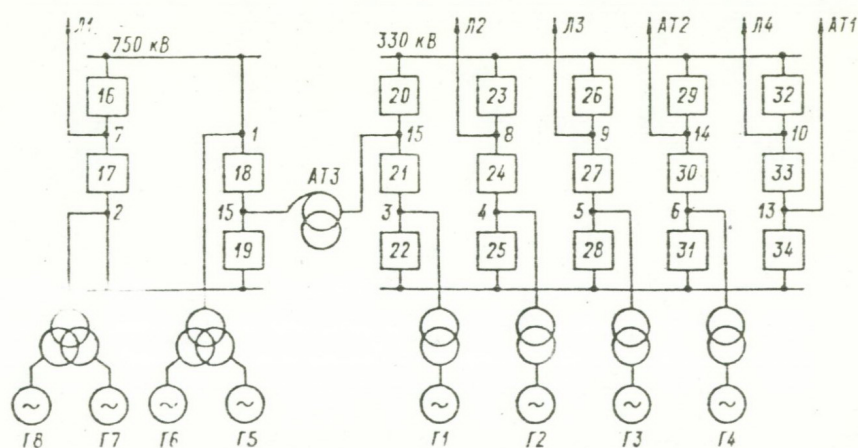 Л1 Л2 Л3 АТ2 Л4 АТ1
750 кВ 330 кВ
16 20 23 26 29 32
7 1 15 8 9 14 10
17 18 АТ3 21 24 27 30 33
2 15 3 4 5 6 13
19 22 25 28 31 34
~ ~ ~ ~ ~ ~ ~ ~
Г8 Г7 Г6 Г5 Г1 Г2 Г3 Г4